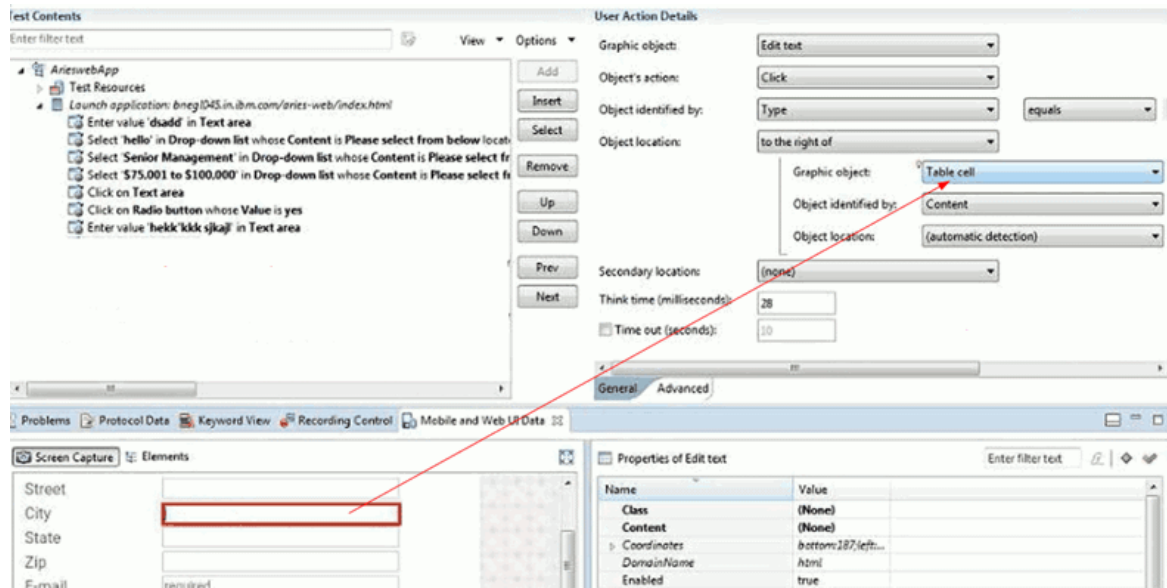 Test Contents
Enter filter text
View
Options
ArieswebApp
Test Resources
Launch application: bneg1045.in.ibm.com/aries-web/index.html
Enter value 'dsadd' in Text area
Select 'hello' in Drop-down list whose Content is Please select from below locat
Select 'Senior Management' in Drop-down list whose Content is Please select fr
Select '$75,001 to $100,000' in Drop-down list whose Content is Please select fr
Click on Text area
Click on Radio button whose Value is yes
Enter value 'hekk'kkk sjkajl' in Text area
Add
Insert
Select
Remove
Up
Down
Prev
Next
User Action Details
Graphic object: Edit text
Object's action: Click
Object identified by: Type equals
Object location: to the right of
Graphic object: Table cell
Object identified by: Content
Object location: (automatic detection)
Secondary location: (none)
Think time (milliseconds): 28
Time out (seconds): 10
General Advanced
Problems Protocol Data Keyword View Recording Control Mobile and Web UI Data
Screen Capture Elements
Street
City
State
Zip
E-mail required
Properties of Edit text Enter filter text
Name Value
Class (None)
Content (None)
Coordinates bottom:187;left:...
DomainName html
Enabled true